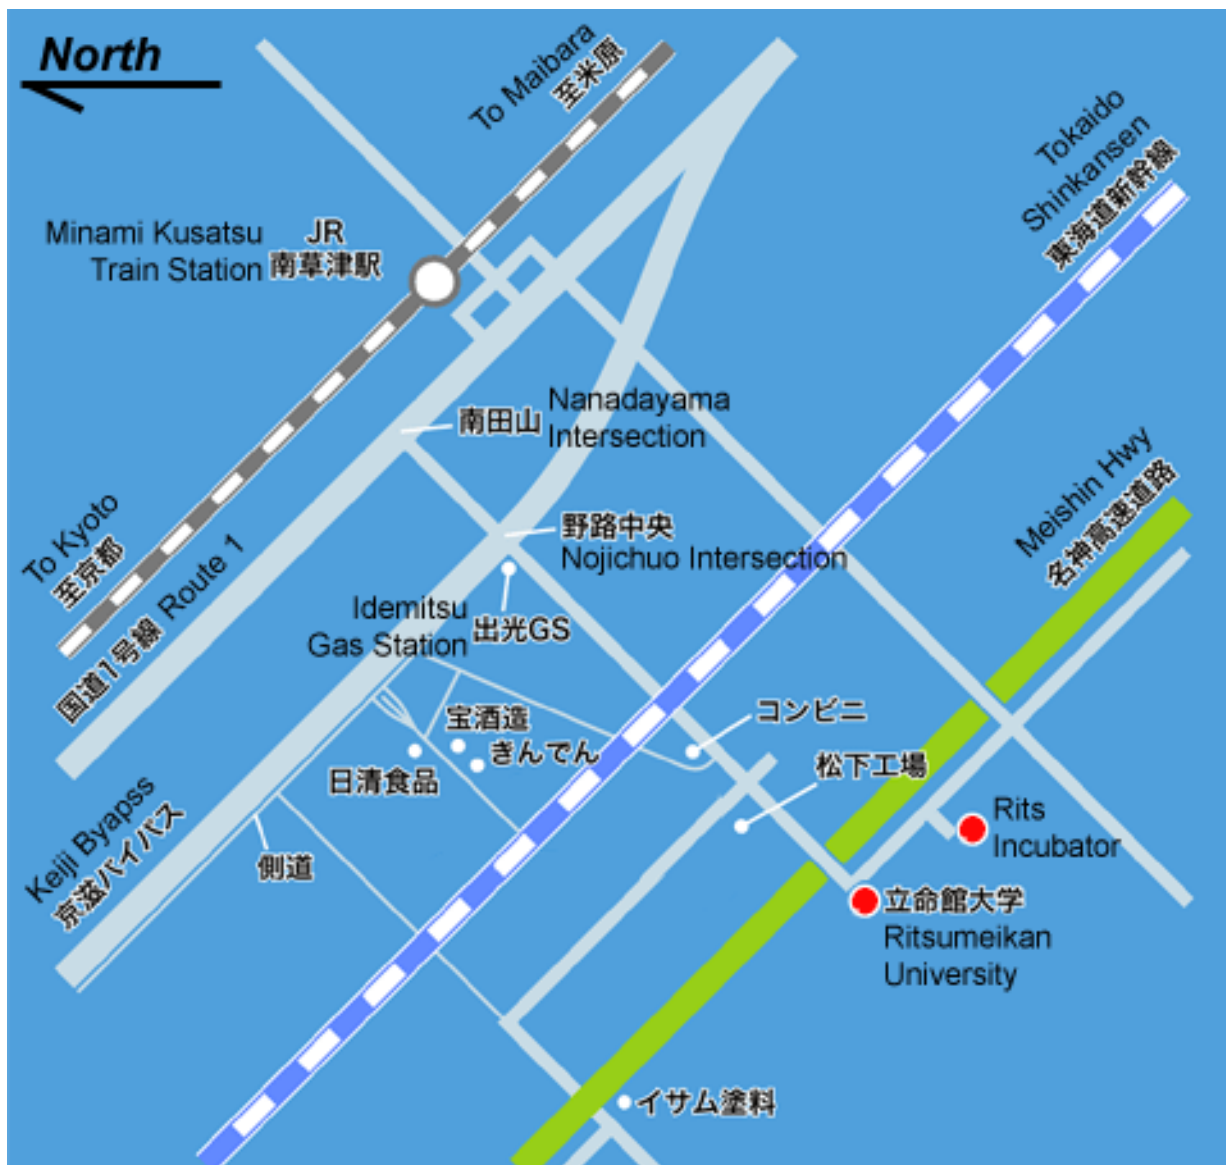 North
To Maibara
至米原
Tokaido
Shinkansen
東海道新幹線
Minami Kusatsu
Train Station
JR
南草津駅
南田山
Nanadayama
Intersection
Meishin Hwy
名神高速道路
To Kyoto
至京都
国道1号線 Route 1
野路中央
Nojichuo Intersection
Idemitsu
Gas Station
出光GS
コンビニ
宝酒造
きんでん
日清食品
松下工場
Keiji Byapss
京滋バイパス
側道
Rits
Incubator
立命館大学
Ritsumeikan
University
イサム塗料